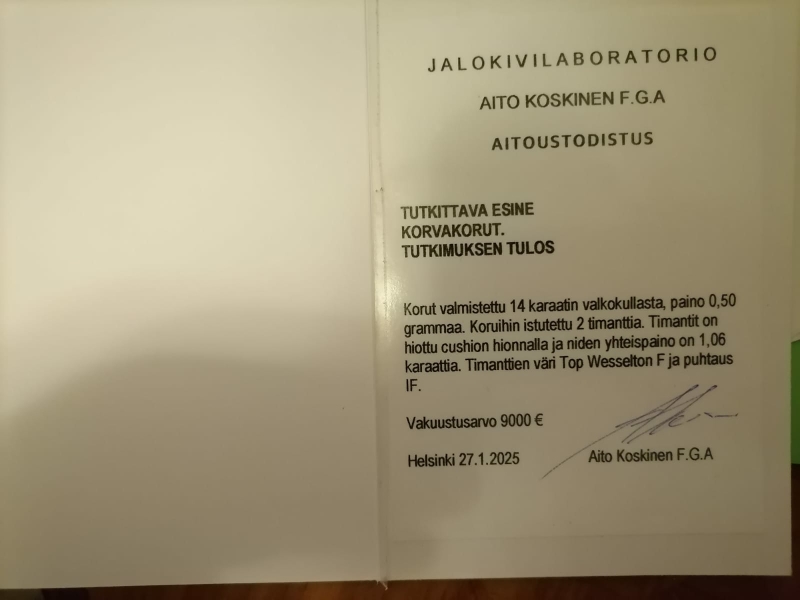 JALOKIVILABORATORIO
AITO KOSKINEN F.G.A
AITOUSTODISTUS
TUTKITTAVA ESINE
KORVAKORUT.
TUTKIMUKSEN TULOS
Korut valmistettu 14 karaatin valkokullasta, paino 0,50
grammaa. Koruihin istutettu 2 timanttia. Timantit on
hiottu cushion hionnalla ja niden yhteispaino on 1,06
karaattia. Timanttien väri Top Wesselton F ja puhtaus
IF.
Vakuustusarvo 9000 €
Helsinki 27.1.2025
Aito Koskinen F.G.A